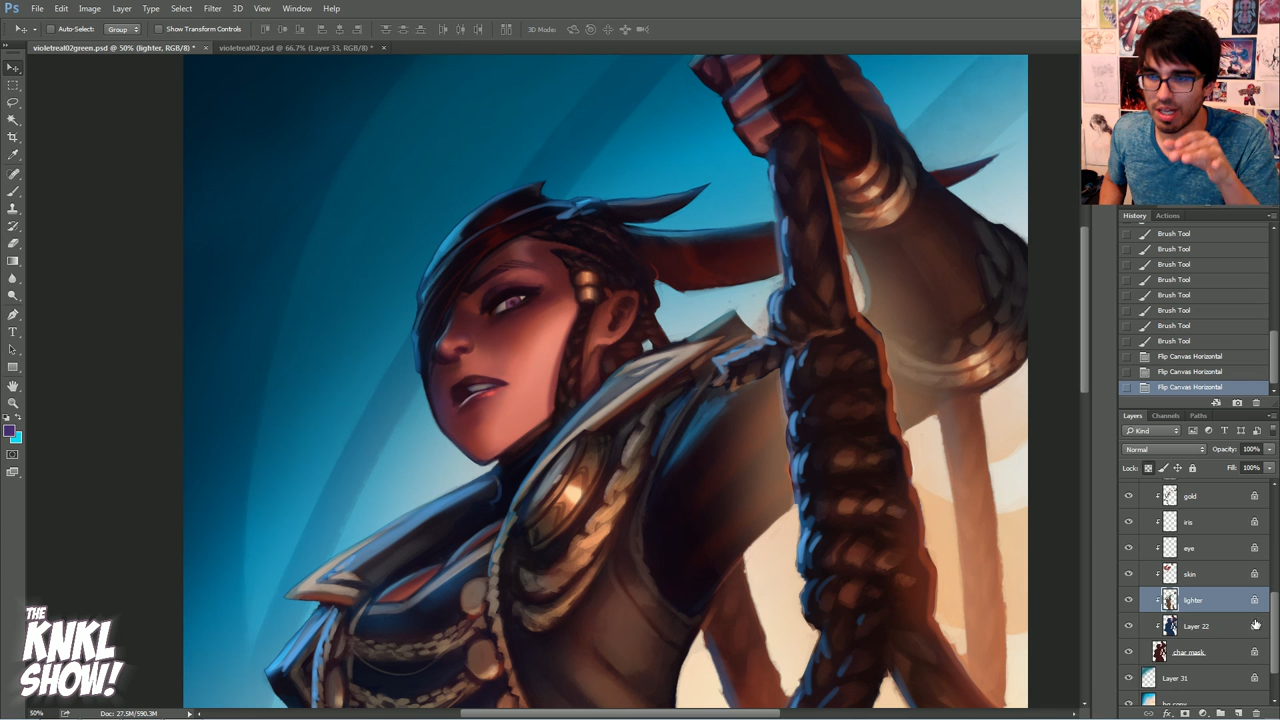 Ps File Edit Image Layer Type Select Filter 3D View Window Help
Auto-Select: Group Show Transform Controls 3D Mode:
violetreal02green.psd @ 50% (lighter, RGB/8) * × violetreal02.psd @ 66.7% (Layer 33, RGB/8) * ×
History Actions
Brush Tool
Brush Tool
Brush Tool
Brush Tool
Brush Tool
Brush Tool
Brush Tool
Brush Tool
Flip Canvas Horizontal
Flip Canvas Horizontal
Flip Canvas Horizontal
Layers Channels Paths
Kind
Normal Opacity: 100%
Lock: Fill: 100%
gold
iris
eye
skin
lighter
Layer 22
char mask
Layer 31
bg copy
THE
KNKL
SHOW!
50% Doc: 27.5M/590.3M